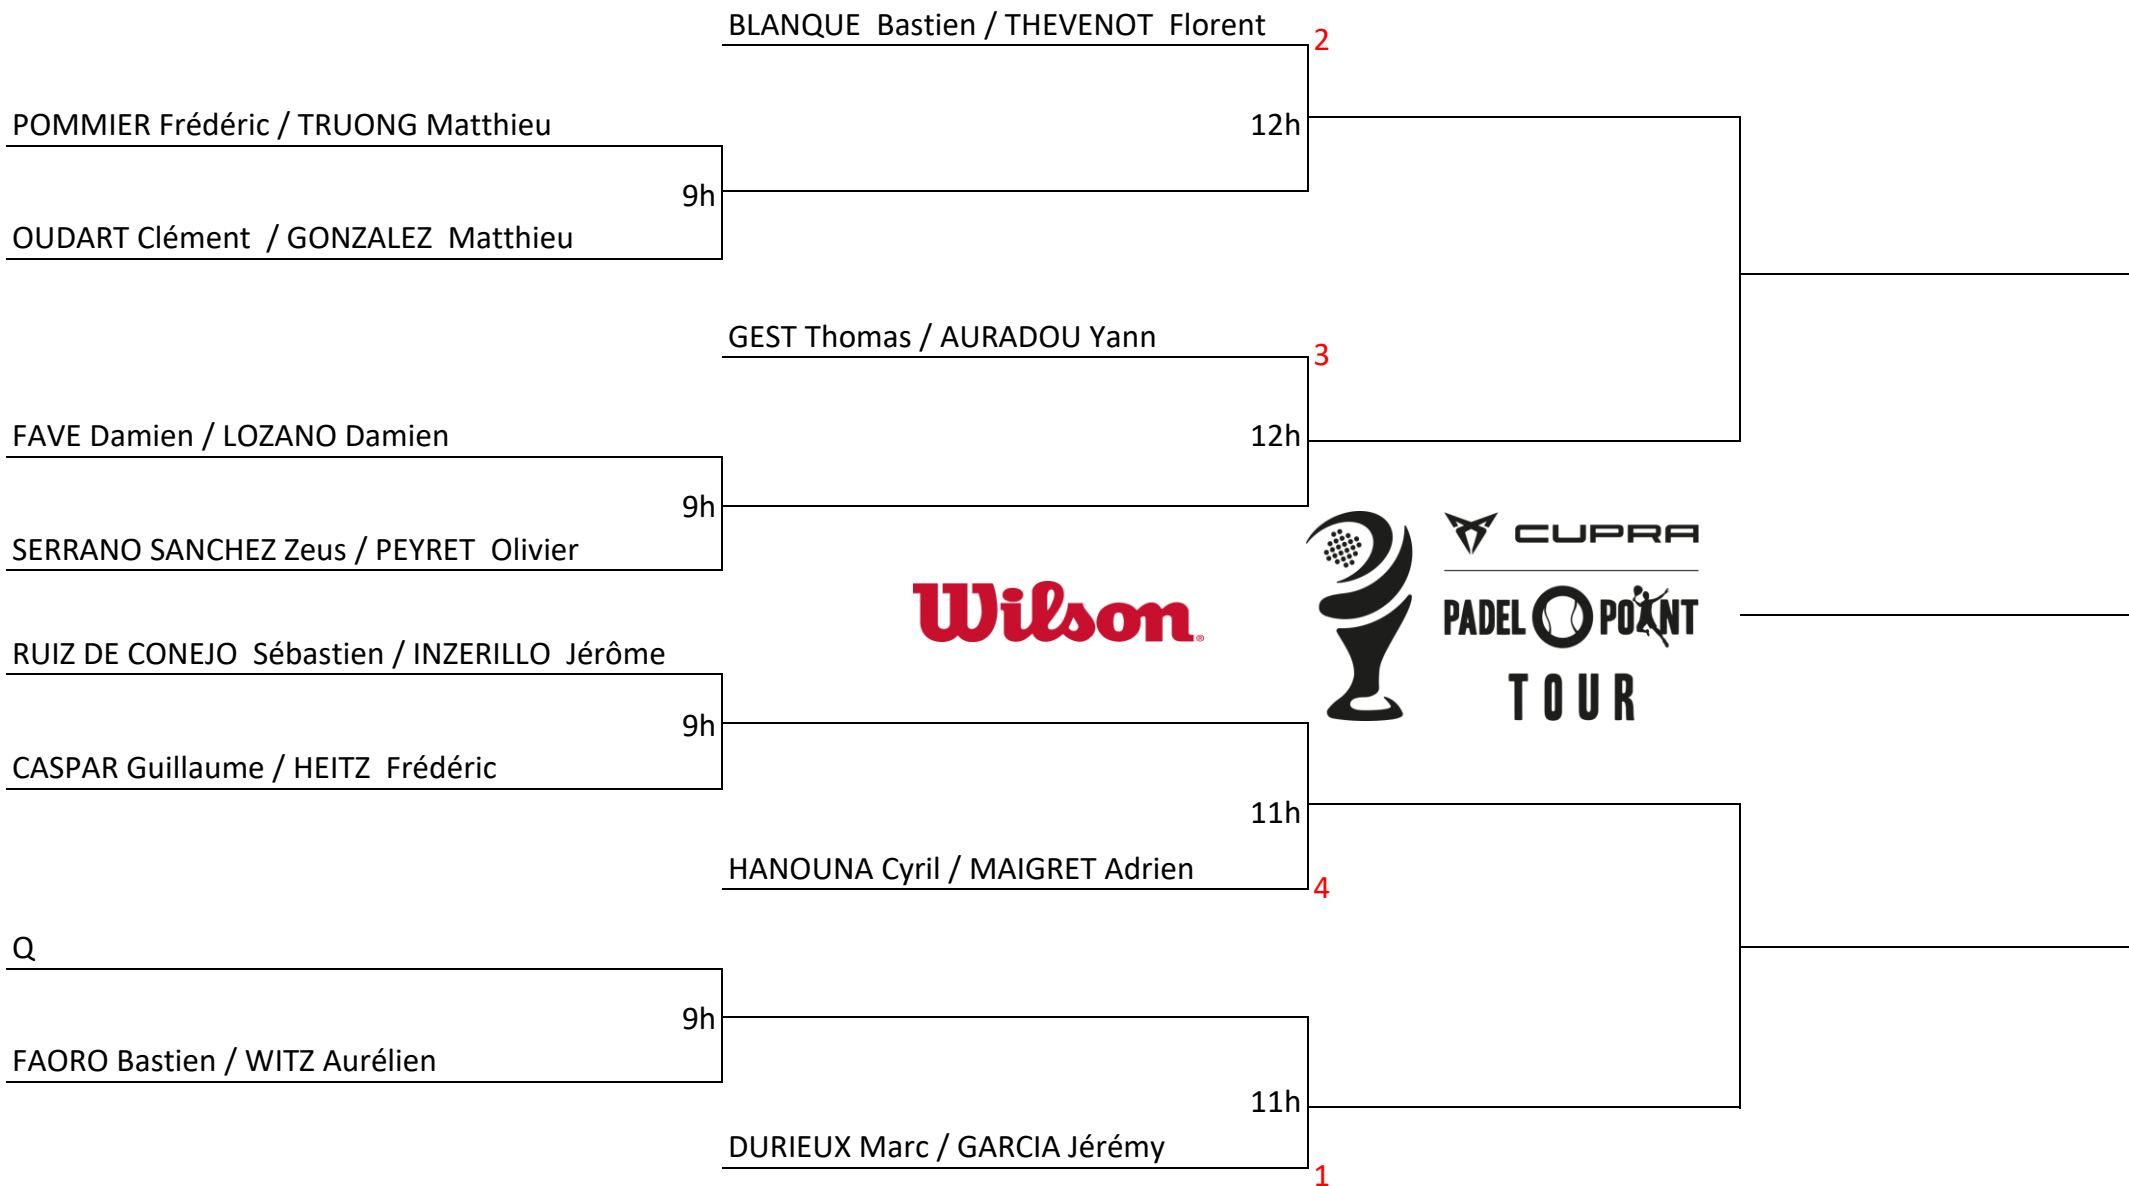 BLANQUE  Bastien / THEVENOT  Florent
2
POMMIER Frédéric / TRUONG Matthieu
12h
9h
OUDART Clément  / GONZALEZ  Matthieu
GEST Thomas / AURADOU Yann
3
FAVE Damien / LOZANO Damien
12h
9h
SERRANO SANCHEZ Zeus / PEYRET  Olivier
CUPRA
Wilson
PADEL POINT
TOUR
RUIZ DE CONEJO  Sébastien / INZERILLO  Jérôme
9h
CASPAR Guillaume / HEITZ  Frédéric
11h
HANOUNA Cyril / MAIGRET Adrien
4
Q
9h
FAORO Bastien / WITZ Aurélien
11h
DURIEUX Marc / GARCIA Jérémy
1